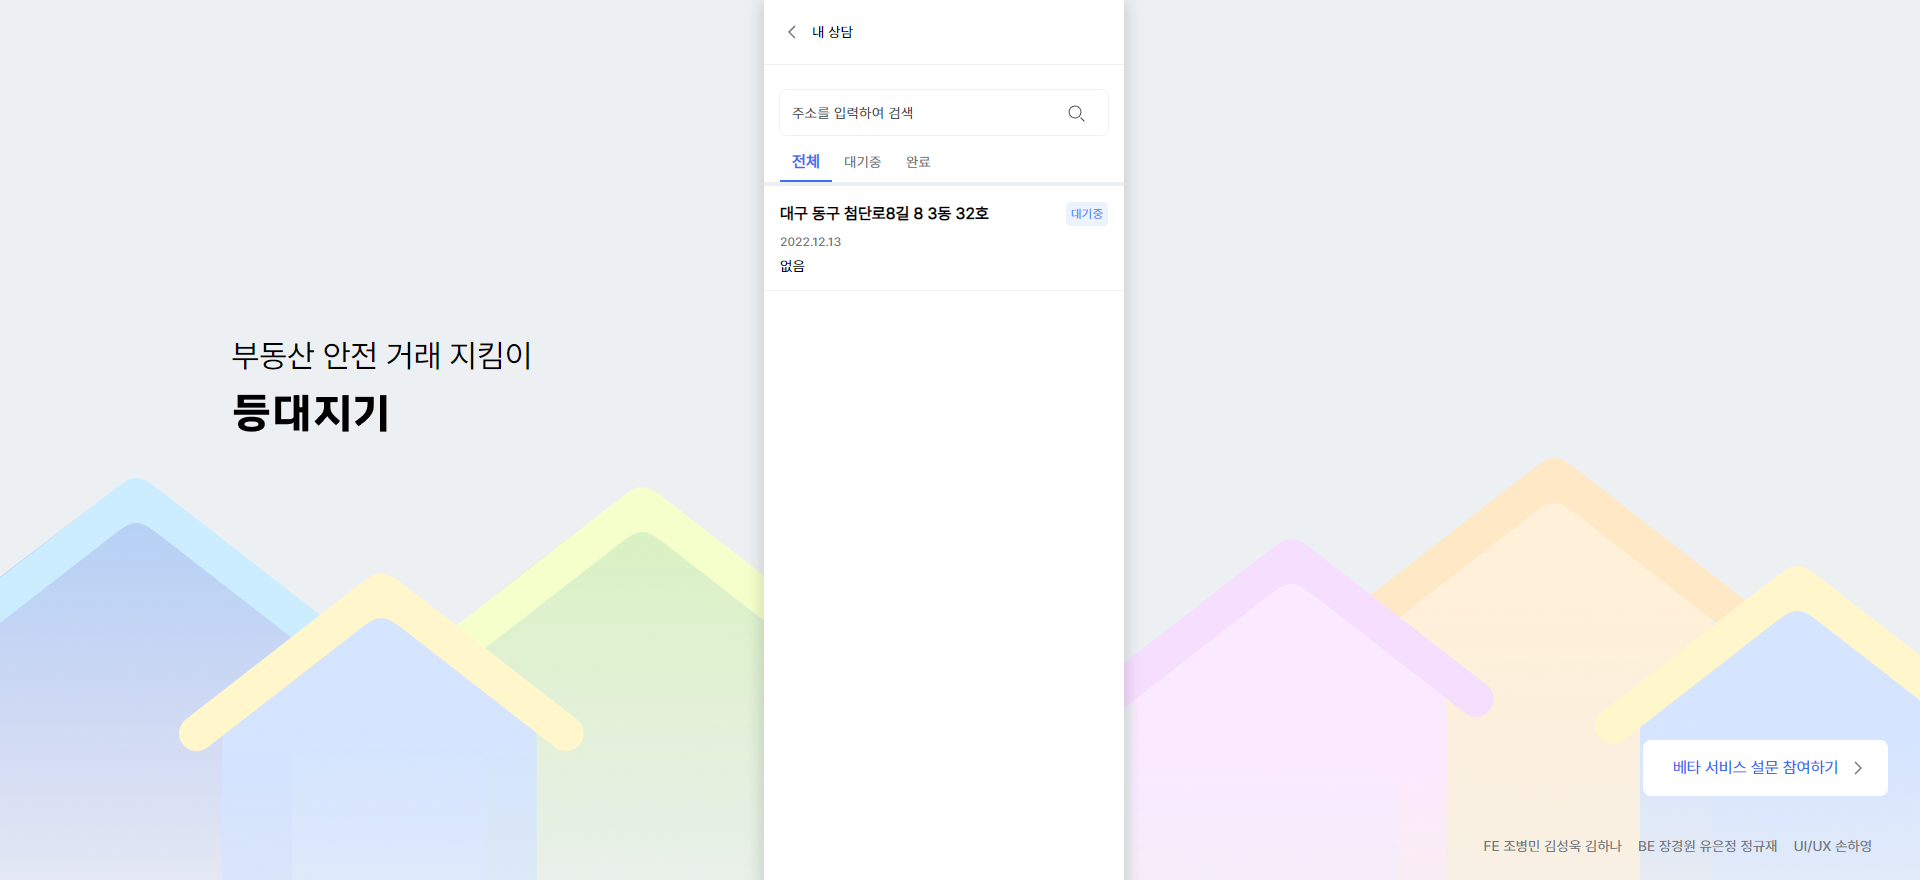 내 상담
주소를 입력하여 검색
전체 대기중 완료
대구 동구 첨단로8길 8 3동 32호 대기중
2022.12.13
없음
부동산 안전 거래 지킴이
등대지기
베타 서비스 설문 참여하기
FE 조병민 김성욱 김하나 BE 장경원 유은정 정규재 UI/UX 손하영